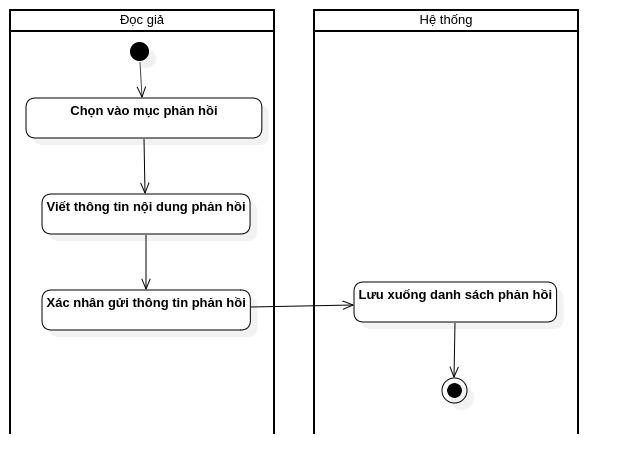 Đọc giả
Hệ thống
Chọn vào mục phản hồi
Viết thông tin nội dung phản hồi
Xác nhân gửi thông tin phản hồi
Lưu xuống danh sách phản hồi